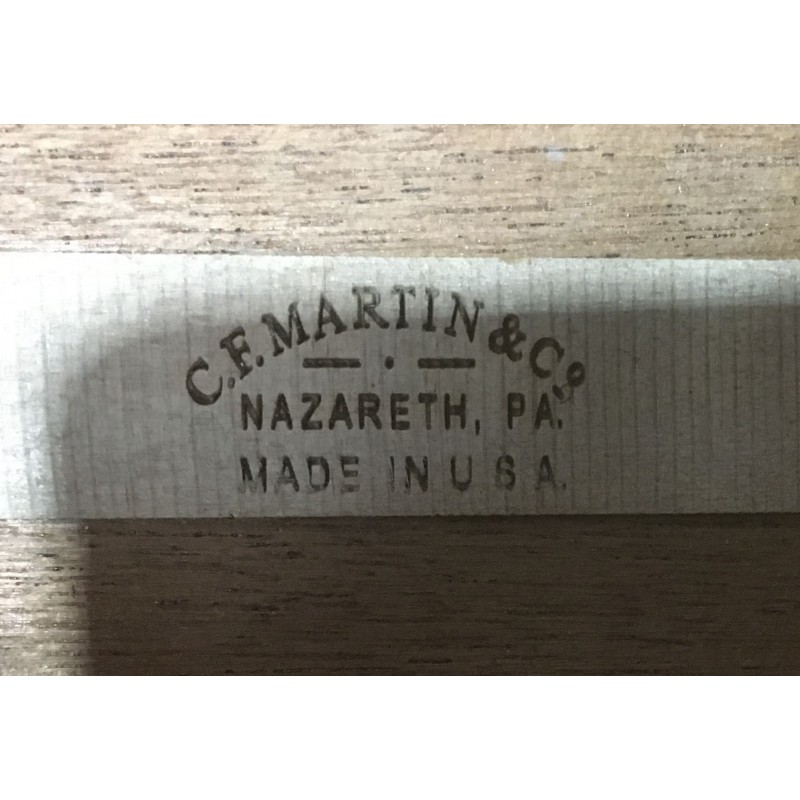 C.F. MARTIN & Co.
— · —
NAZARETH, PA.
MADE IN U S A.